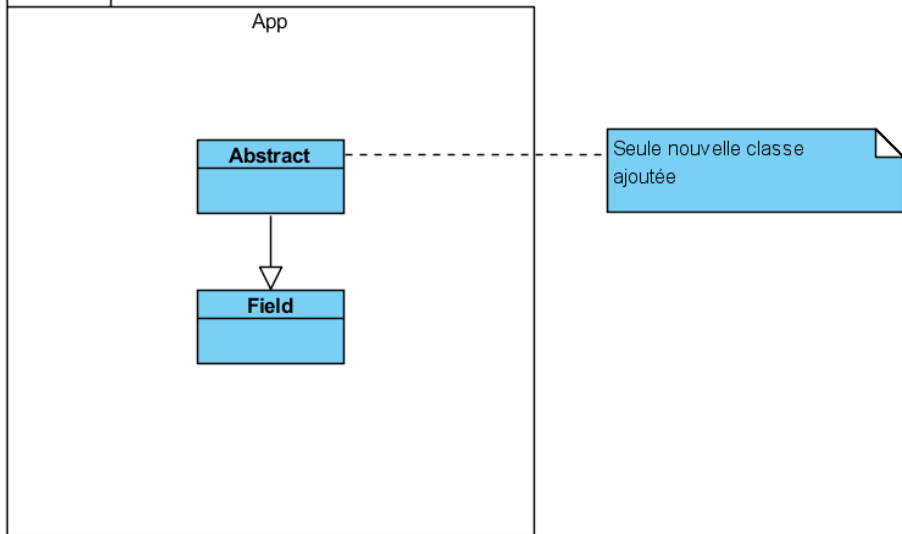 App
Abstract
Seule nouvelle classe
ajoutée
Field